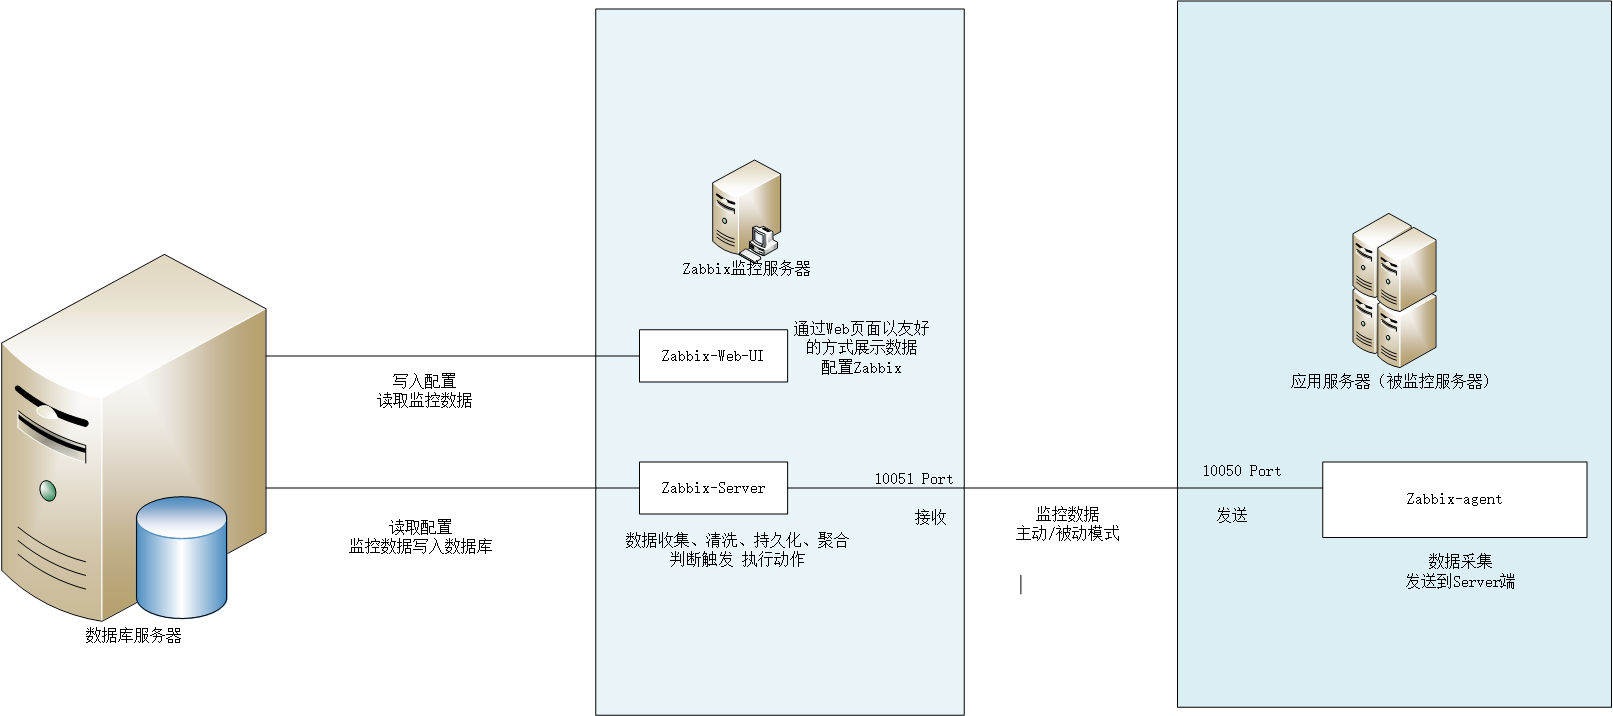 Zabbix监控服务器
Zabbix-Web-UI
通过Web页面以友好
的方式展示数据
配置Zabbix
写入配置
读取监控数据
应用服务器（被监控服务器）
Zabbix-Server
10051 Port
接收
数据收集、清洗、持久化、聚合
判断触发 执行动作
读取配置
监控数据写入数据库
监控数据
主动/被动模式
10050 Port
发送
Zabbix-agent
数据采集
发送到Server端
数据库服务器